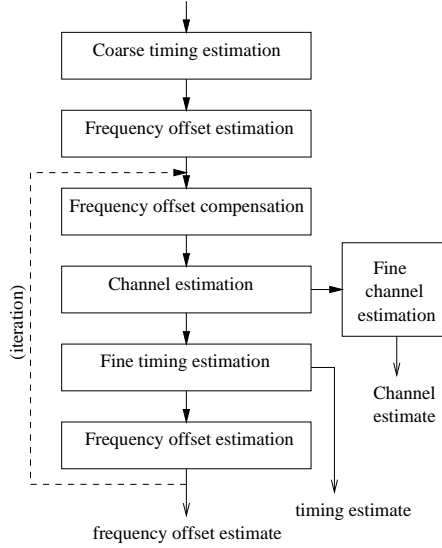 Coarse timing estimation
Frequency offset estimation
Frequency offset compensation
Channel estimation
Fine
channel
estimation
(iteration)
Fine timing estimation
Channel
estimate
Frequency offset estimation
timing estimate
frequency offset estimate